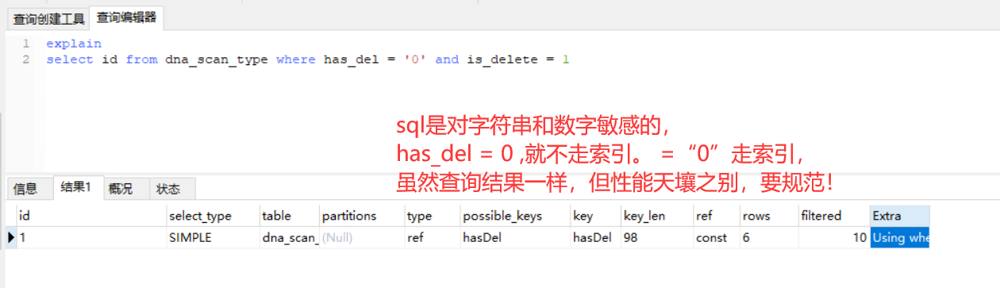 查询创建工具 查询编辑器
1 explain
2 select id from dna_scan_type where has_del = '0' and is_delete = 1
sql是对字符串和数字敏感的，
has_del = 0 ,就不走索引。 =“0”走索引，
虽然查询结果一样，但性能天壤之别，要规范！
信息 结果1 概况 状态
id select_type table partitions type possible_keys key key_len ref rows filtered Extra
1 SIMPLE dna_scan_ (Null) ref hasDel hasDel 98 const 6 10 Using whe